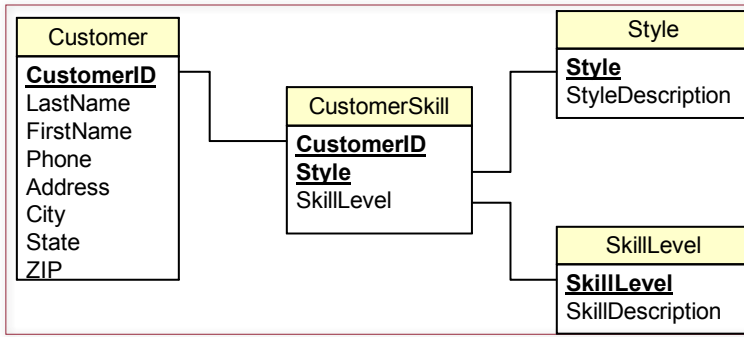 Customer
CustomerID
LastName
FirstName
Phone
Address
City
State
ZIP
CustomerSkill
CustomerID
Style
SkillLevel
Style
Style
StyleDescription
SkillLevel
SkillLevel
SkillDescription